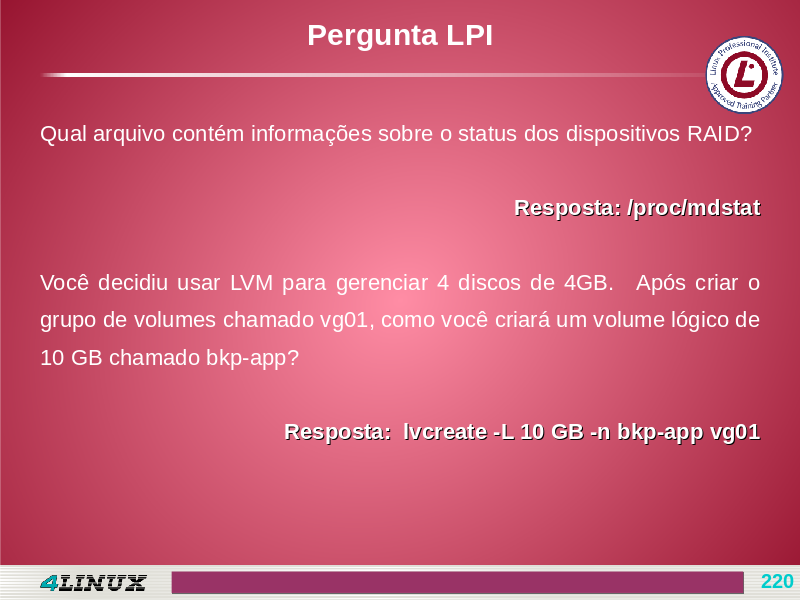 Pergunta LPI
Linux Professional Institute
Approved Training Partner
Qual arquivo contém informações sobre o status dos dispositivos RAID?
Resposta: /proc/mdstat
Você decidiu usar LVM para gerenciar 4 discos de 4GB. Após criar o
grupo de volumes chamado vg01, como você criará um volume lógico de
10 GB chamado bkp-app?
Resposta: lvcreate -L 10 GB -n bkp-app vg01
4LINUX
220